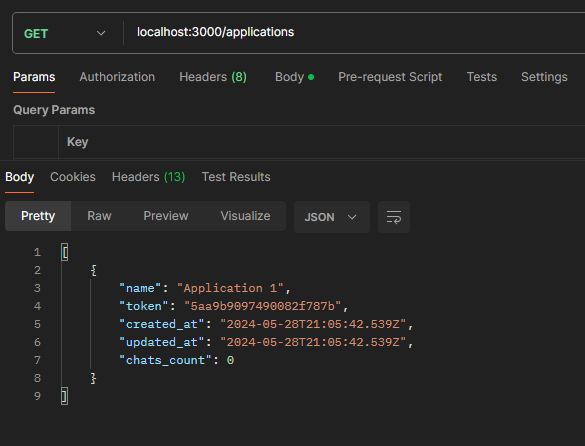 GET localhost:3000/applications
Params Authorization Headers (8) Body Pre-request Script Tests Settings
Query Params
Key
Body Cookies Headers (13) Test Results
Pretty Raw Preview Visualize JSON
1 [
2 {
3 "name": "Application 1",
4 "token": "5aa9b9097490082f787b",
5 "created_at": "2024-05-28T21:05:42.539Z",
6 "updated_at": "2024-05-28T21:05:42.539Z",
7 "chats_count": 0
8 }
9 ]